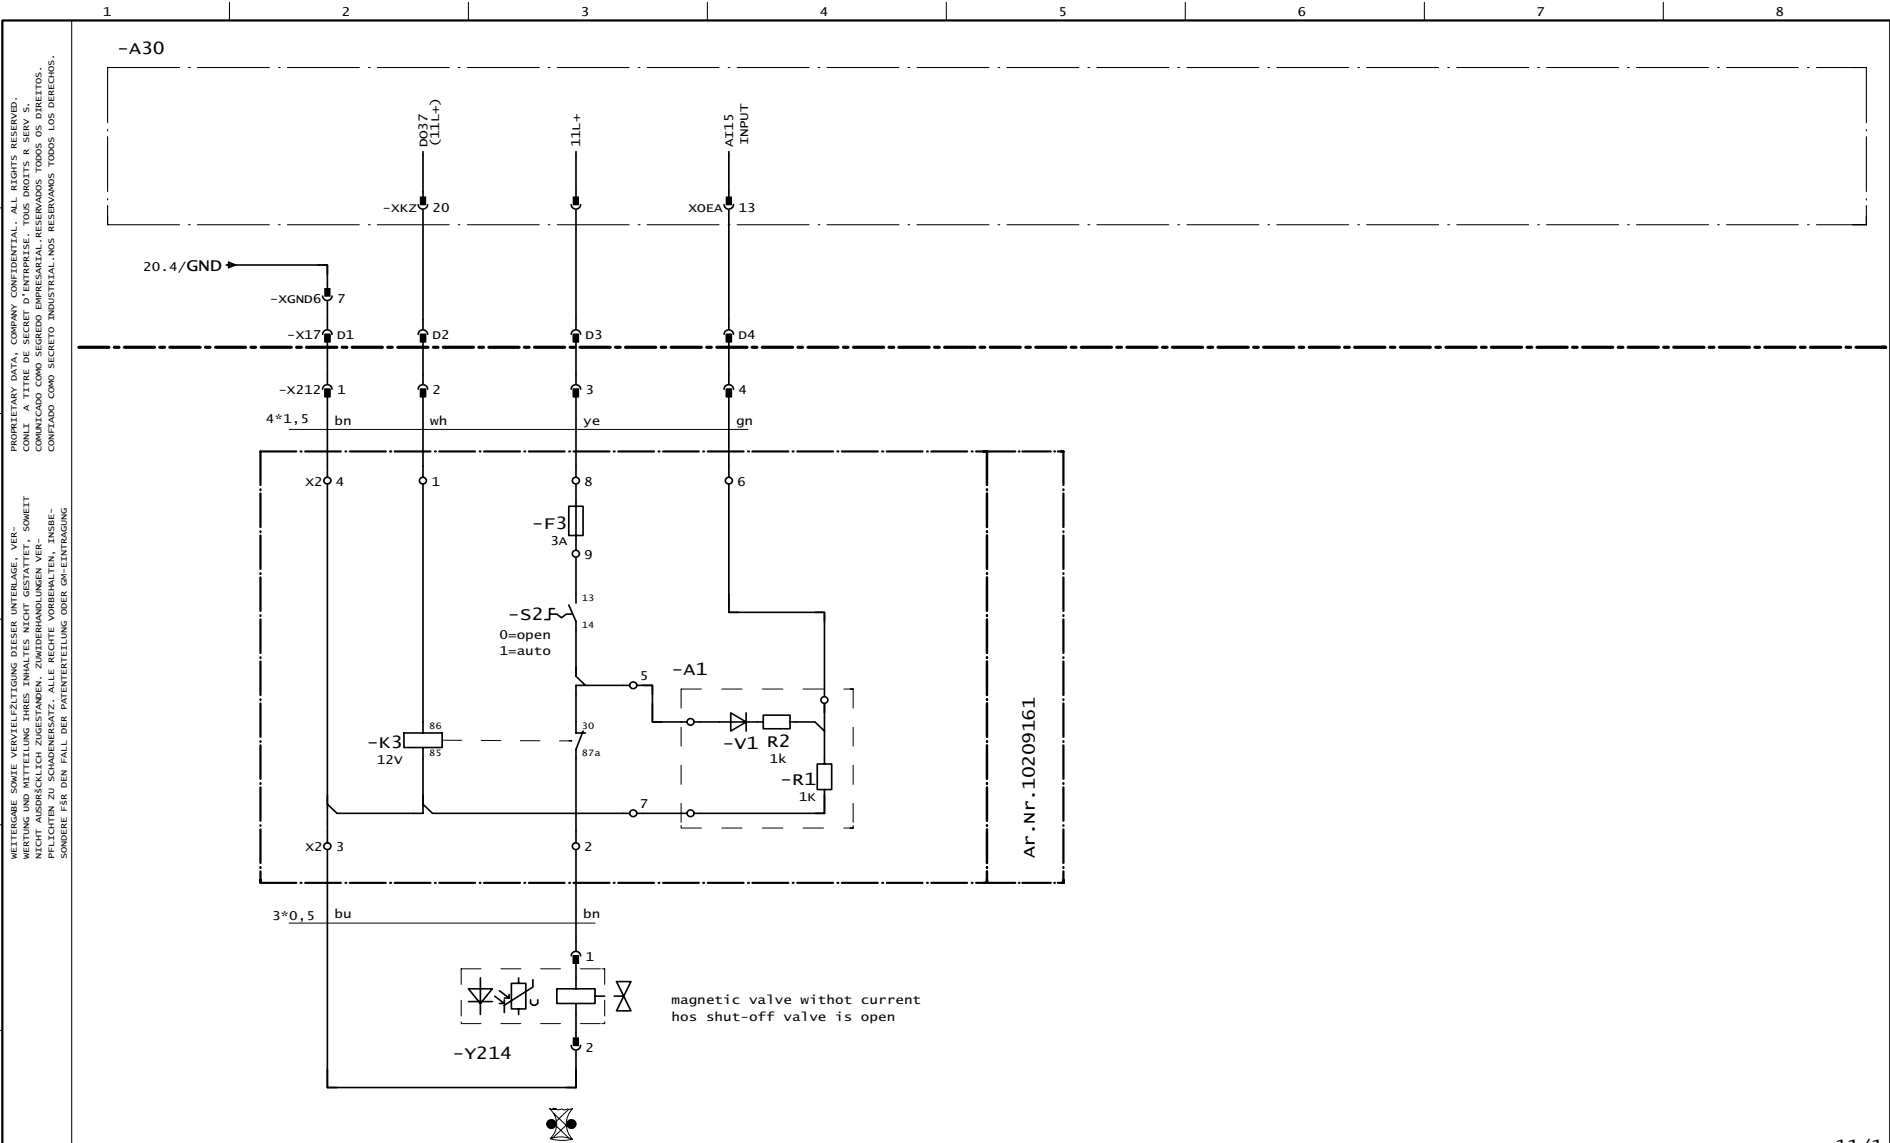 1 2 3 4 5 6 7 8
-A30
DO37
(11L+)
11L+
AI15
INPUT
-XKZ 20
XOEA 13
20.4/GND
-XGND6 7
-X17 D1 D2 D3 D4
-X212 1 2 3 4
4*1,5 bn wh ye gn
X2 4 1 8 6
-F3
3A
9
13
-S2
14
0=open
1=auto
5
-A1
86
30
-K3
12V
85
87a
-V1 R2
1k
-R1
1K
7
X2 3 2
Ar.Nr.10209161
3*0,5 bu bn
1
magnetic valve withot current
hos shut-off valve is open
2
-Y214
PROPRIETARY DATA, COMPANY CONFIDENTIAL. ALL RIGHTS RESERVED.
CONLI A TITRE DE SECRET D'ENTRPRISE. TOUS DROITS R SERV S.
COMUNICADO COMO SEGREDO EMPRESARIAL.RESERVADOS TODOS OS DIREITOS.
CONFIADO COMO SECRETO INDUSTRIAL.NOS RESERVAMOS TODOS LOS DERECHOS.
WEITERGABE SOWIE VERVIELFŽLTIGUNG DIESER UNTERLAGE, VER-
WERTUNG UND MITTEILUNG IHRES INHALTES NICHT GESTATTET, SOWEIT
NICHT AUSDRŠCKLICH ZUGESTANDEN. ZUWIDERHANDLUNGEN VER-
PFLICHTEN ZU SCHADENERSATZ. ALLE RECHTE VORBEHALTEN, INSBE-
SONDERE FŠR DEN FALL DER PATENTERTEILUNG ODER GM-EINTRAGUNG